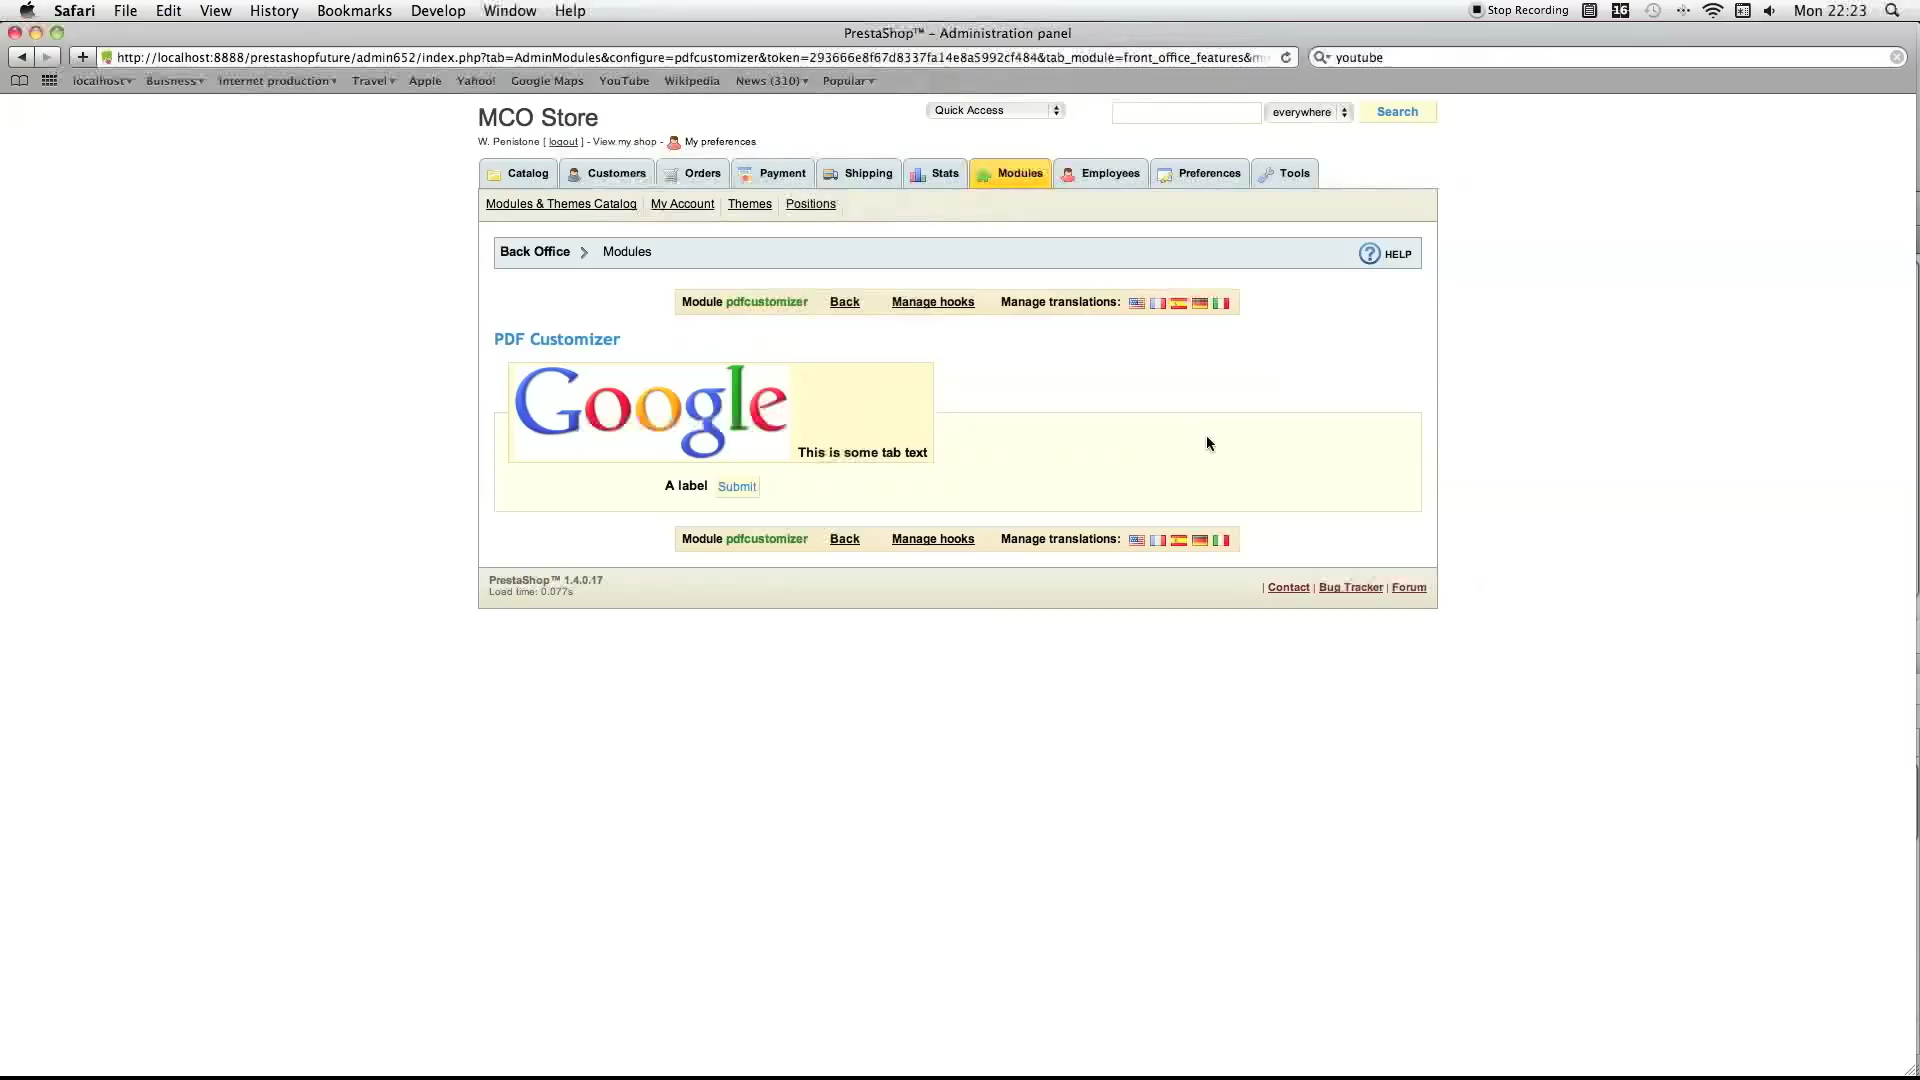 Safari File Edit View History Bookmarks Develop Window Help Stop Recording 16 Mon 22:23
PrestaShop™ – Administration panel
http://localhost:8888/prestashopfuture/admin652/index.php?tab=AdminModules&configure=pdfcustomizer&token=293666e8f67d8337fa14e8a5992cf484&tab_module=front_office_features&m youtube
localhost Buisness Internet production Travel Apple Yahoo! Google Maps YouTube Wikipedia News (310) Popular
MCO Store Quick Access everywhere Search
W. Penistone [ logout ] - View my shop - My preferences
Catalog Customers Orders Payment Shipping Stats Modules Employees Preferences Tools
Modules & Themes Catalog My Account Themes Positions
Back Office > Modules ? HELP
Module pdfcustomizer Back Manage hooks Manage translations:
PDF Customizer
Google This is some tab text
A label Submit
Module pdfcustomizer Back Manage hooks Manage translations:
PrestaShop™ 1.4.0.17
Load time: 0.077s
| Contact | Bug Tracker | Forum